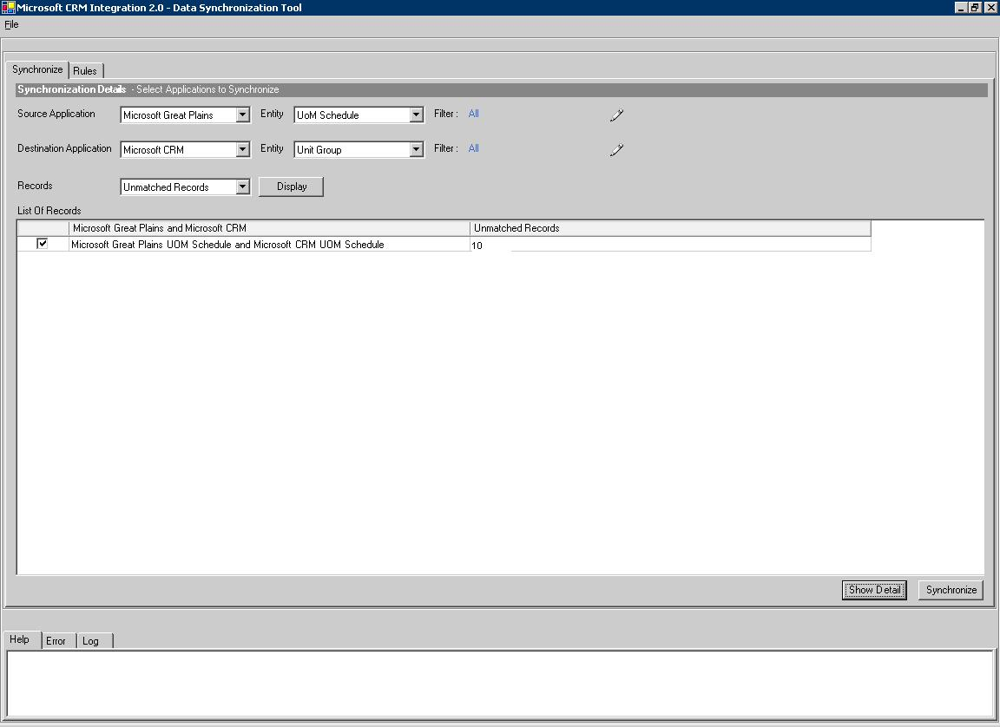 Microsoft CRM Integration 2.0 - Data Synchronization Tool
File
Synchronize Rules
Synchronization Details - Select Applications to Synchronize
Source Application Microsoft Great Plains Entity UoM Schedule Filter : All
Destination Application Microsoft CRM Entity Unit Group Filter : All
Records Unmatched Records Display
List Of Records
Microsoft Great Plains and Microsoft CRM Unmatched Records
Microsoft Great Plains UOM Schedule and Microsoft CRM UOM Schedule 10
Show Detail Synchronize
Help Error Log